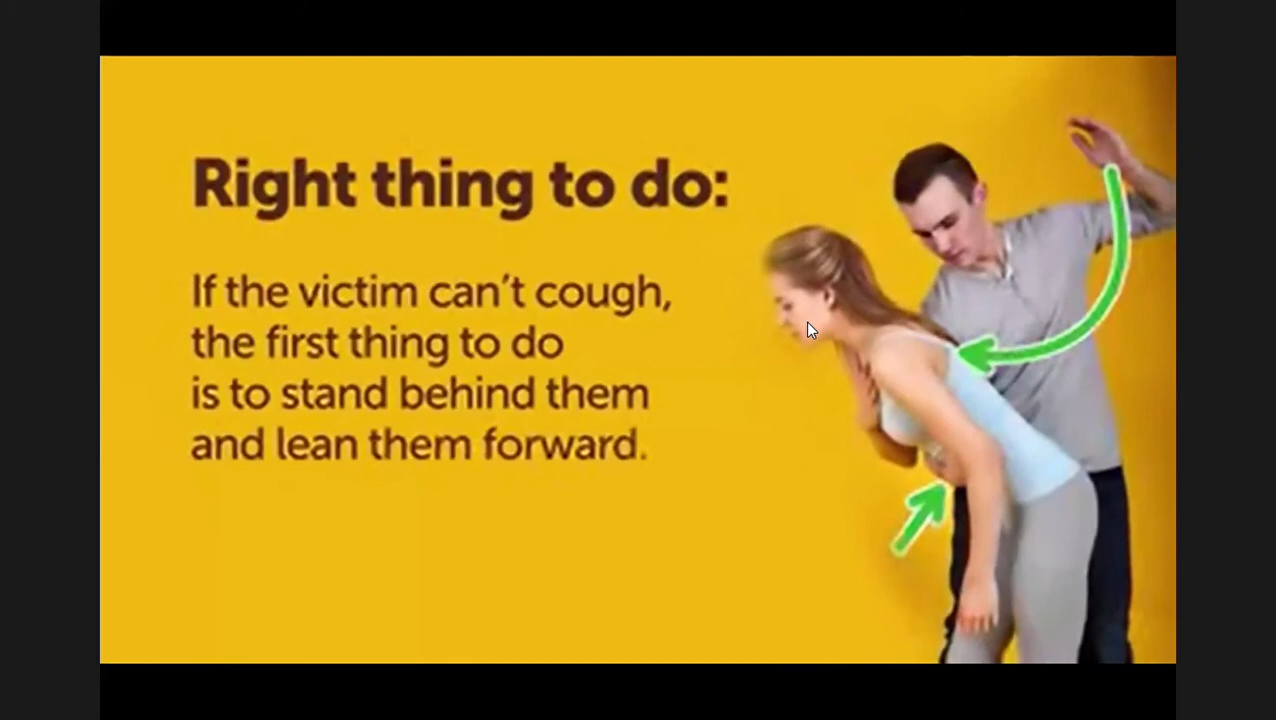 Right thing to do:
If the victim can't cough,
the first thing to do
is to stand behind them
and lean them forward.